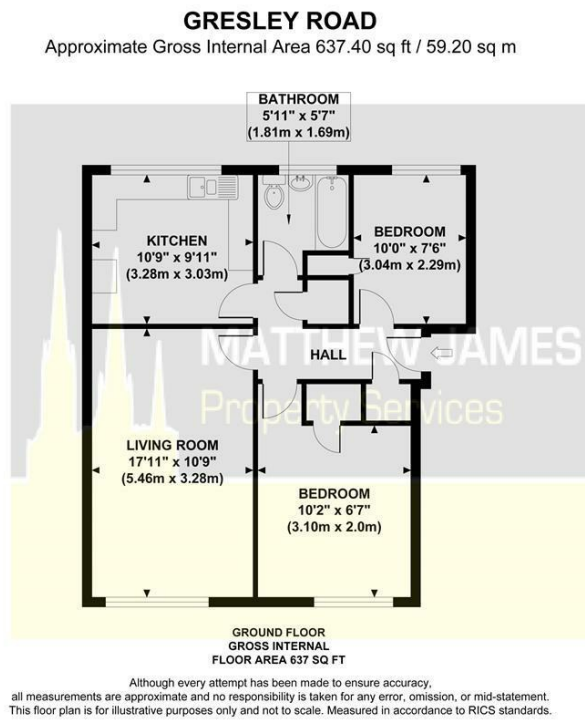 GRESLEY ROAD
Approximate Gross Internal Area 637.40 sq ft / 59.20 sq m
BATHROOM
5'11" x 5'7"
(1.81m x 1.69m)
KITCHEN
10'9" x 9'11"
(3.28m x 3.03m)
BEDROOM
10'0" x 7'6"
(3.04m x 2.29m)
MATTHEW JAMES
Property Services
HALL
LIVING ROOM
17'11" x 10'9"
(5.46m x 3.28m)
BEDROOM
10'2" x 6'7"
(3.10m x 2.0m)
GROUND FLOOR
GROSS INTERNAL
FLOOR AREA 637 SQ FT
Although every attempt has been made to ensure accuracy,
all measurements are approximate and no responsibility is taken for any error, omission, or mid-statement.
This floor plan is for illustrative purposes only and not to scale. Measured in accordance to RICS standards.